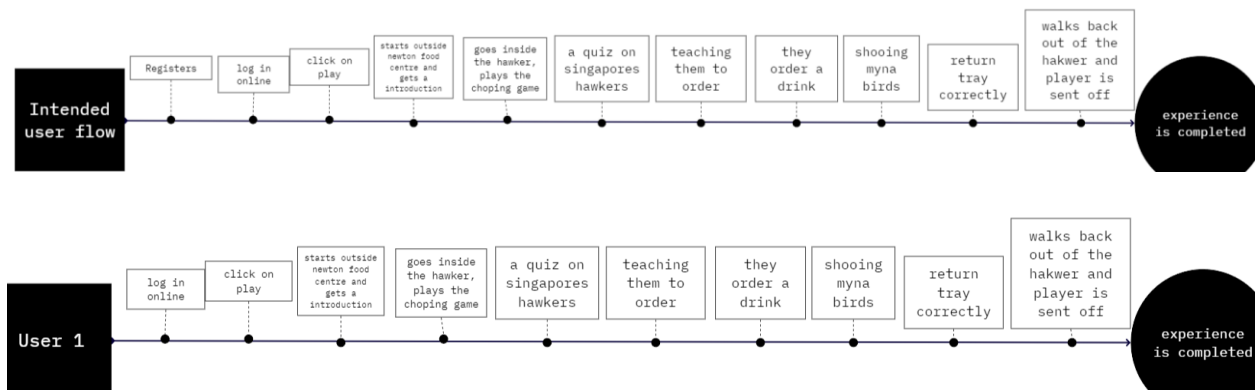 Intended
user flow
Registers
log in
online
click on
play
starts outside
newton food
centre and
gets a
introduction
goes inside
the hawker,
plays the
choping game
a quiz on
singapores
hawkers
teaching
them to
order
they
order a
drink
shooing
myna
birds
return
tray
correctly
walks back
out of the
hakwer and
player is
sent off
experience
is completed
User 1
log in
online
click on
play
starts outside
newton food
centre and
gets a
introduction
goes inside
the hawker,
plays the
choping game
a quiz on
singapores
hawkers
teaching
them to
order
they
order a
drink
shooing
myna
birds
return
tray
correctly
walks back
out of the
hakwer and
player is
sent off
experience
is completed